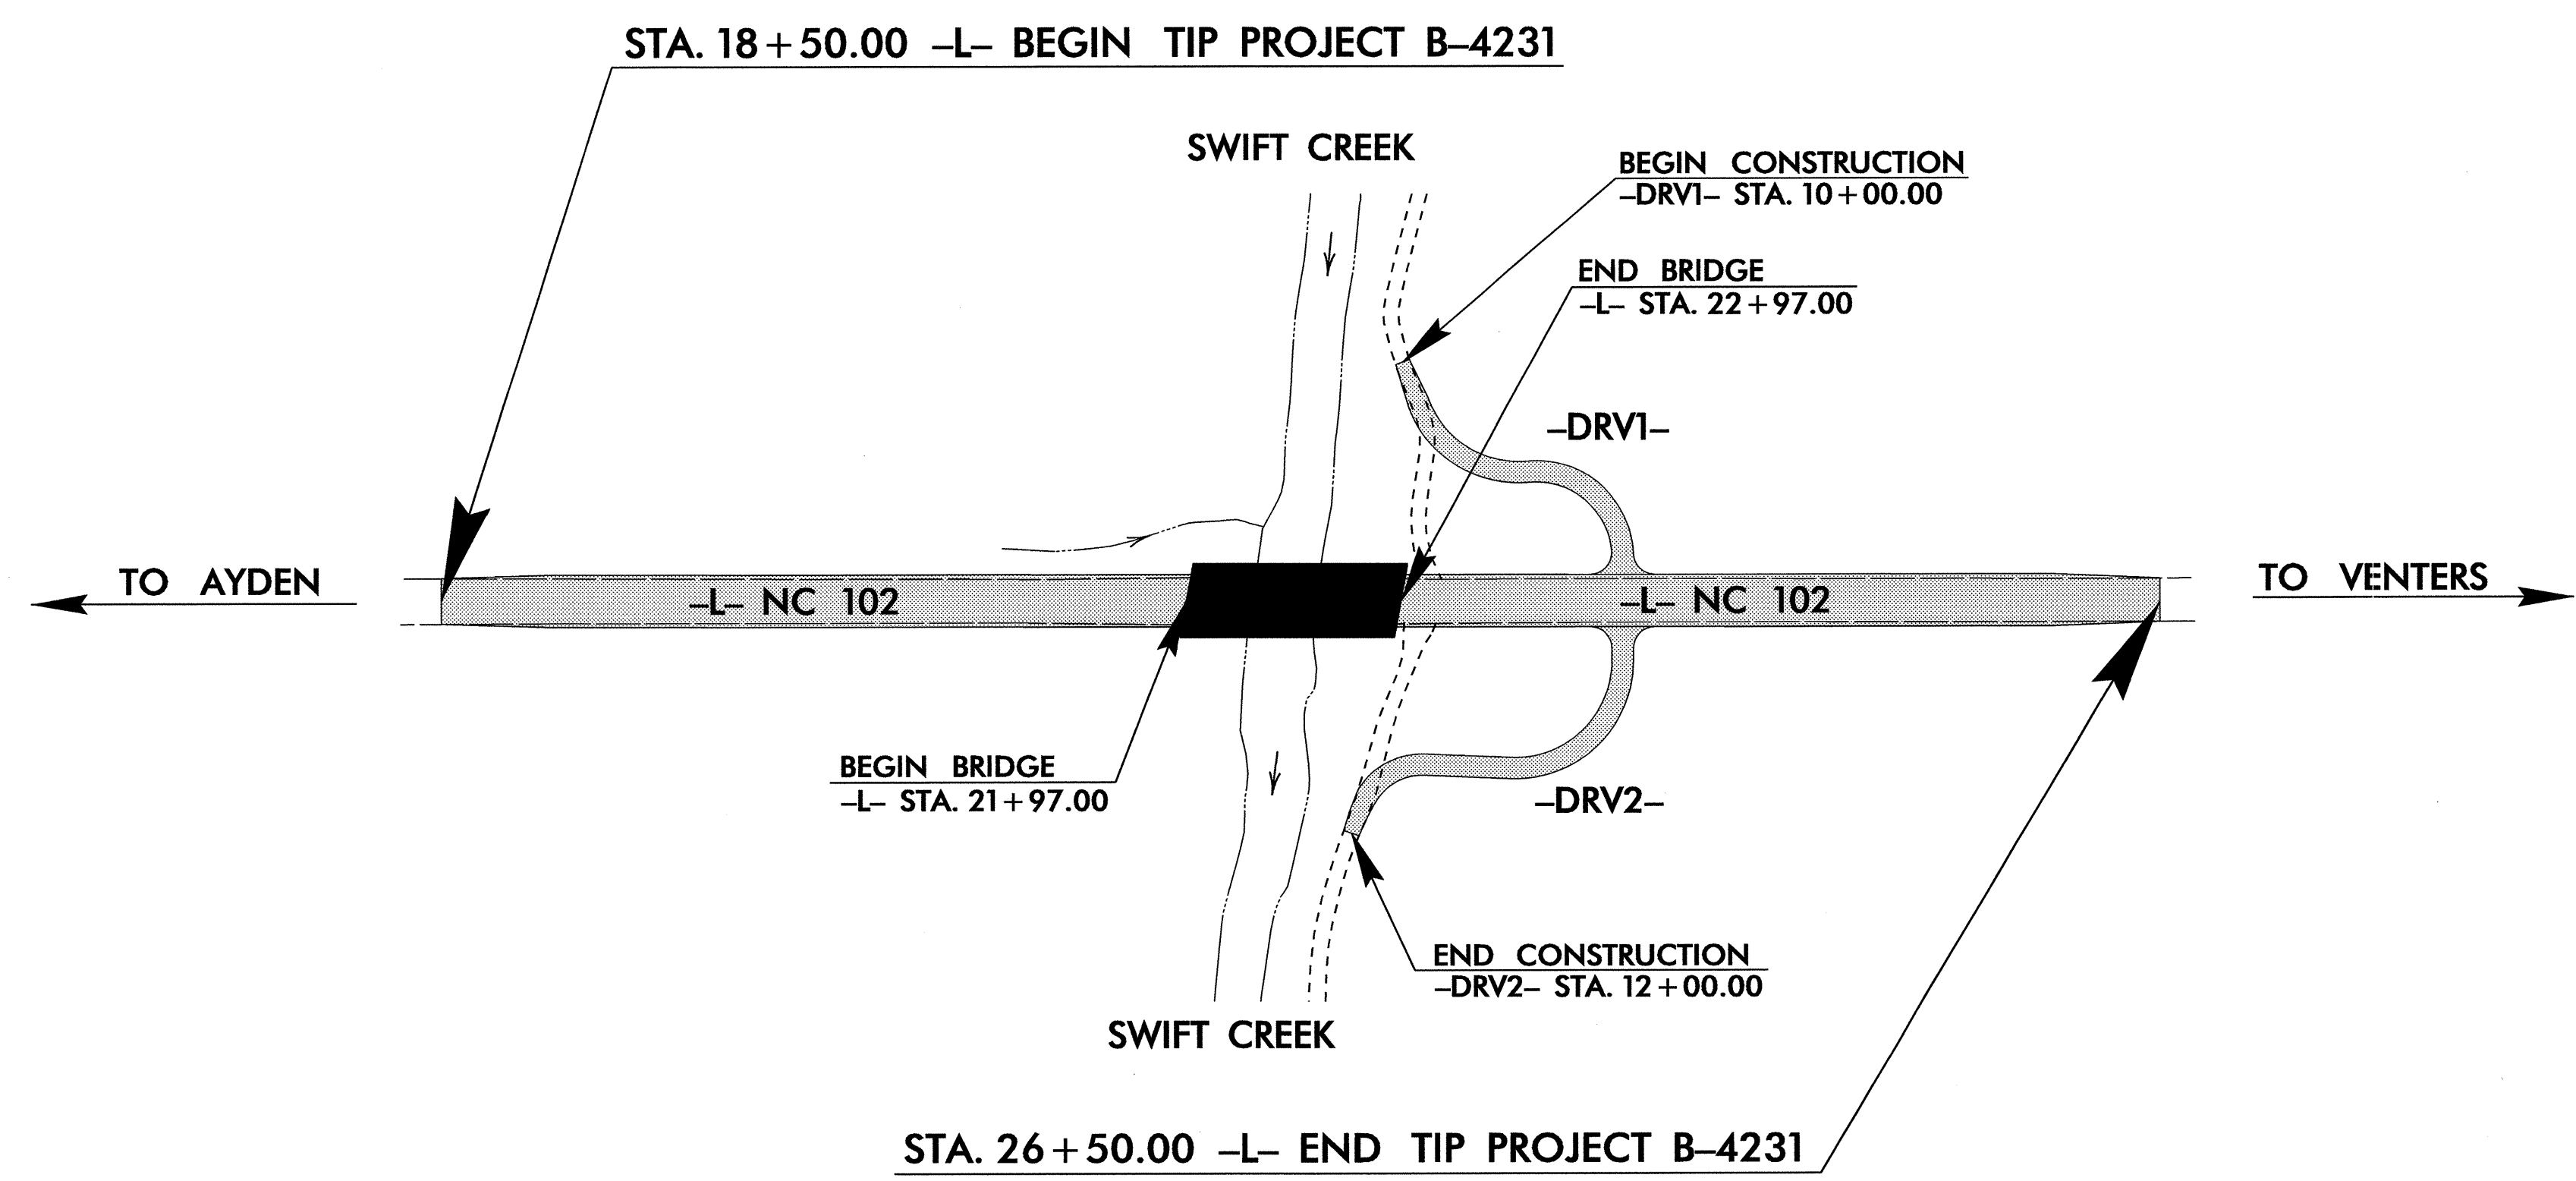 STA. 18+50.00 –L– BEGIN TIP PROJECT B–4231
SWIFT CREEK
BEGIN CONSTRUCTION
–DRV1– STA. 10+00.00
END BRIDGE
–L– STA. 22+97.00
–DRV1–
TO AYDEN
–L– NC 102
–L– NC 102
TO VENTERS
BEGIN BRIDGE
–L– STA. 21+97.00
–DRV2–
END CONSTRUCTION
–DRV2– STA. 12+00.00
SWIFT CREEK
STA. 26+50.00 –L– END TIP PROJECT B–4231